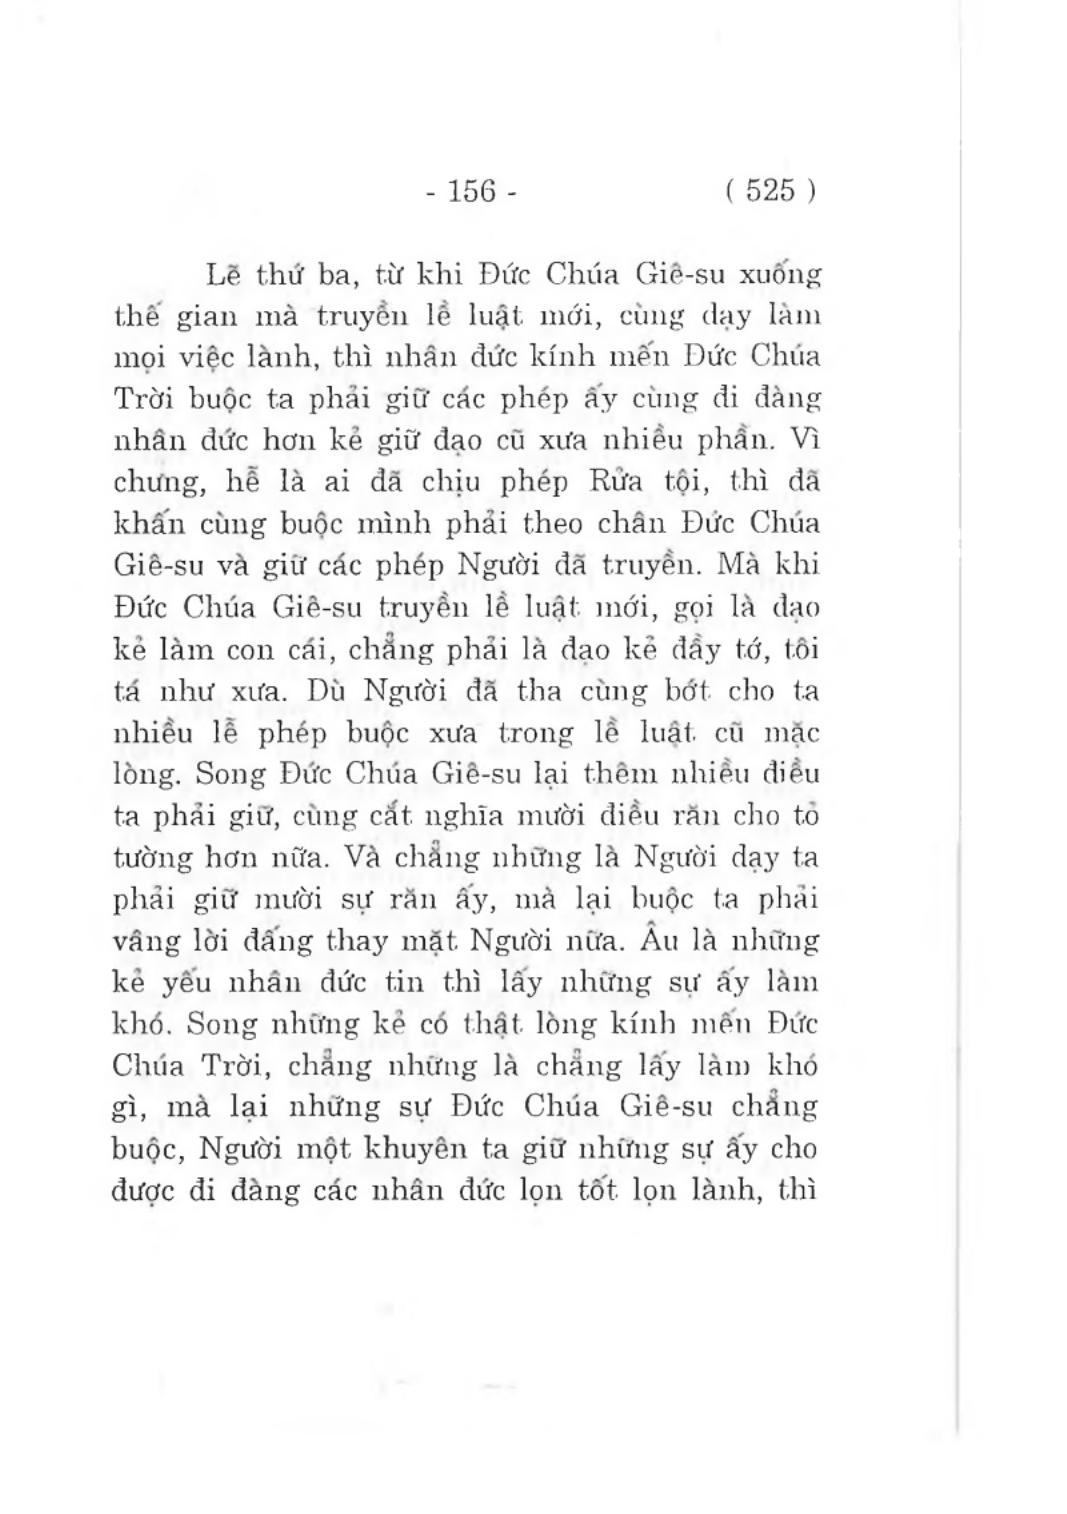 - 156 - ( 525 )
Lẽ thứ ba, từ khi Đức Chúa Giê-su xuống
thế gian mà truyền lề luật mới, cùng dạy làm
mọi việc lành, thì nhân đức kính mến Đức Chúa
Trời buộc ta phải giữ các phép ấy cùng đi đàng
nhân đức hơn kẻ giữ đạo cũ xưa nhiều phần. Vì
chưng, hễ là ai đã chịu phép Rửa tội, thì đã
khấn cùng buộc mình phải theo chân Đức Chúa
Giê-su và giữ các phép Người đã truyền. Mà khi
Đức Chúa Giê-su truyền lề luật mới, gọi là đạo
kẻ làm con cái, chẳng phải là đạo kẻ đầy tớ, tôi
tá như xưa. Dù Người đã tha cùng bớt cho ta
nhiều lễ phép buộc xưa trong lề luật cũ mặc
lòng. Song Đức Chúa Giê-su lại thêm nhiều điều
ta phải giữ, cùng cắt nghĩa mười điều răn cho tỏ
tường hơn nữa. Và chẳng những là Người dạy ta
phải giữ mười sự răn ấy, mà lại buộc ta phải
vâng lời đấng thay mặt Người nữa. Âu là những
kẻ yếu nhân đức tin thì lấy những sự ấy làm
khó. Song những kẻ có thật lòng kính mến Đức
Chúa Trời, chẳng những là chẳng lấy làm khó
gì, mà lại những sự Đức Chúa Giê-su chẳng
buộc, Người một khuyên ta giữ những sự ấy cho
được đi đàng các nhân đức lọn tốt lọn lành, thì